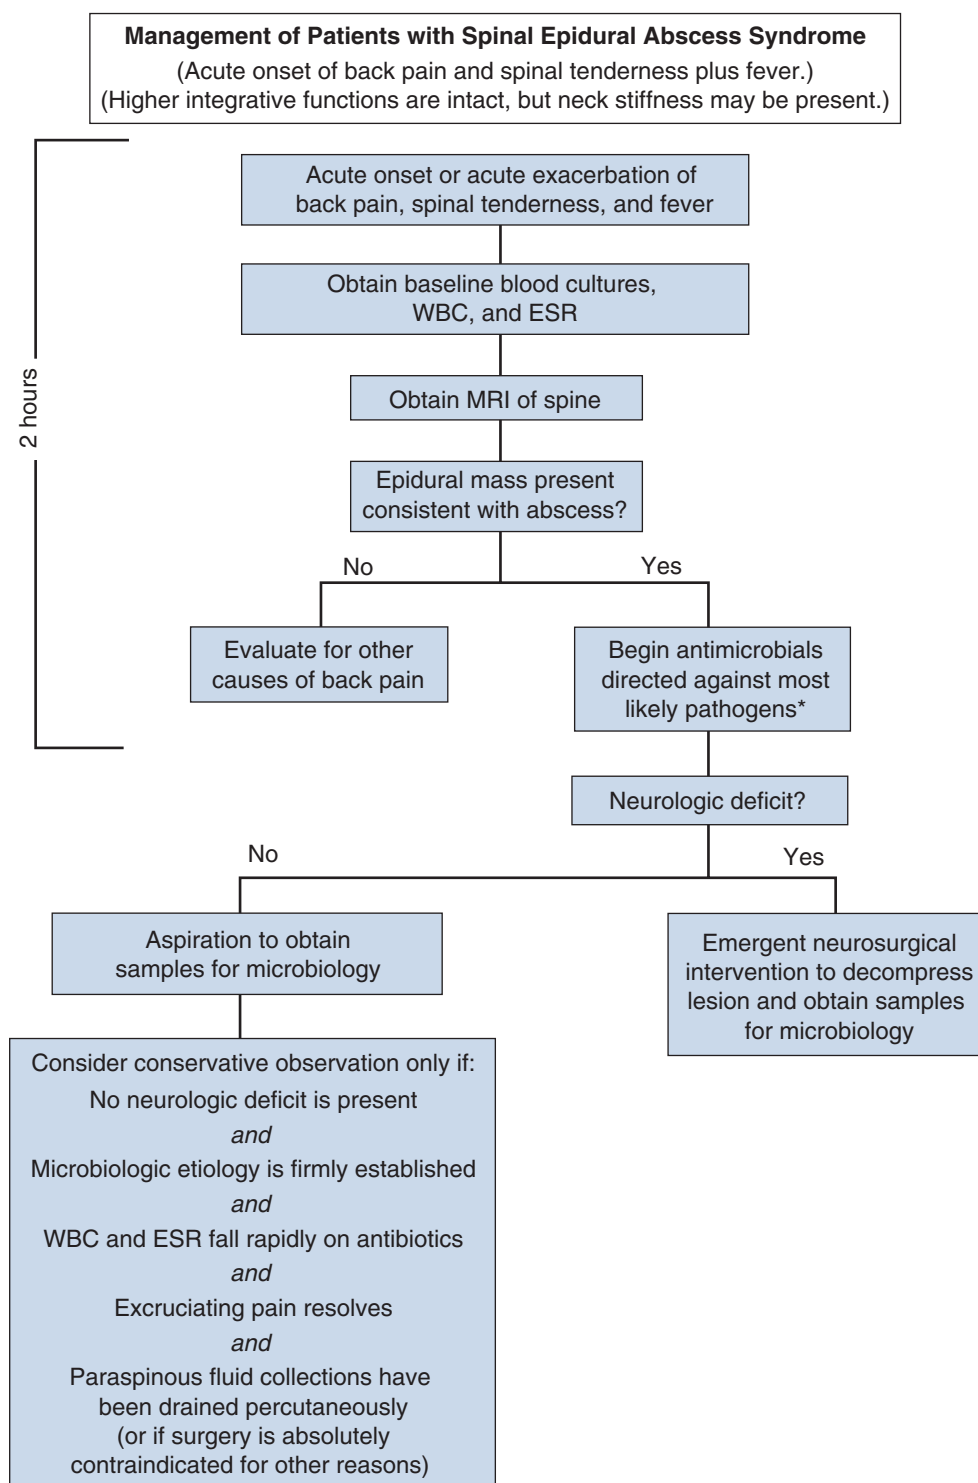 Management of Patients with Spinal Epidural Abscess Syndrome
(Acute onset of back pain and spinal tenderness plus fever.)
(Higher integrative functions are intact, but neck stiffness may be present.)
2 hours
Acute onset or acute exacerbation of
back pain, spinal tenderness, and fever
Obtain baseline blood cultures,
WBC, and ESR
Obtain MRI of spine
Epidural mass present
consistent with abscess?
No
Yes
Evaluate for other
causes of back pain
Begin antimicrobials
directed against most
likely pathogens*
Neurologic deficit?
No
Yes
Aspiration to obtain
samples for microbiology
Emergent neurosurgical
intervention to decompress
lesion and obtain samples
for microbiology
Consider conservative observation only if:
No neurologic deficit is present
and
Microbiologic etiology is firmly established
and
WBC and ESR fall rapidly on antibiotics
and
Excruciating pain resolves
and
Paraspinous fluid collections have
been drained percutaneously
(or if surgery is absolutely
contraindicated for other reasons)